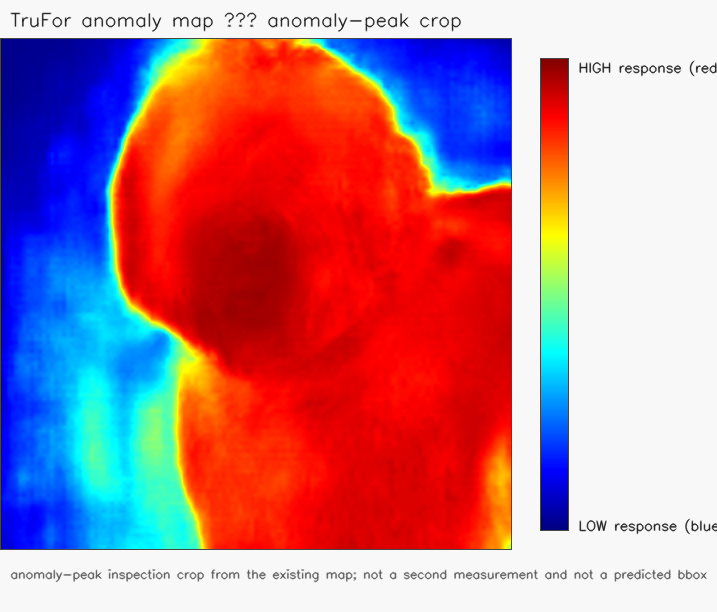 TruFor anomaly map ??? anomaly-peak crop
HIGH response (red
LOW response (blue
anomaly-peak inspection crop from the existing map; not a second measurement and not a predicted bbox